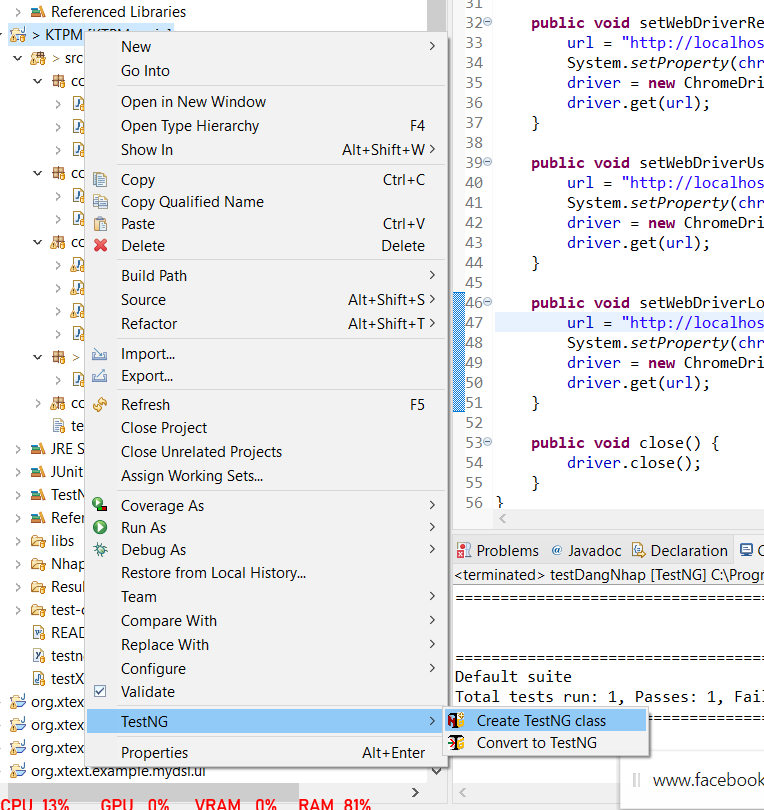 Referenced Libraries
> KTPM
> src
New
Go Into
Open in New Window
Open Type Hierarchy F4
Show In Alt+Shift+W >
Copy Ctrl+C
Copy Qualified Name
Paste Ctrl+V
Delete Delete
Build Path
Source Alt+Shift+S >
Refactor Alt+Shift+T >
Import...
Export...
Refresh F5
Close Project
Close Unrelated Projects
Assign Working Sets...
Coverage As
Run As
Debug As
Restore from Local History...
Team
Compare With
Replace With
Configure
Validate
TestNG
Properties Alt+Enter
Create TestNG class
Convert to TestNG
JRE S
JUnit
TestN
Refer
libs
Nhap
Resul
test-o
READ
testn
testX
org.xtex
org.xtex
org.xtex
org.xtext.example.mydsl.ui
31
32 public void setWebDriverRe
33 url = "http://localhos
34 System.setProperty(chr
35 driver = new ChromeDri
36 driver.get(url);
37 }
38
39 public void setWebDriverUs
40 url = "http://localhos
41 System.setProperty(chr
42 driver = new ChromeDri
43 driver.get(url);
44 }
45
46 public void setWebDriverLo
47 url = "http://localhos
48 System.setProperty(chr
49 driver = new ChromeDri
50 driver.get(url);
51 }
52
53 public void close() {
54 driver.close();
55 }
56 }
Problems @ Javadoc Declaration
<terminated> testDangNhap [TestNG] C:\Progr
==================================
==================================
Default suite
Total tests run: 1, Passes: 1, Fail
==================================
www.facebook
CPU 13% GPU 0% VRAM 0% RAM 81%